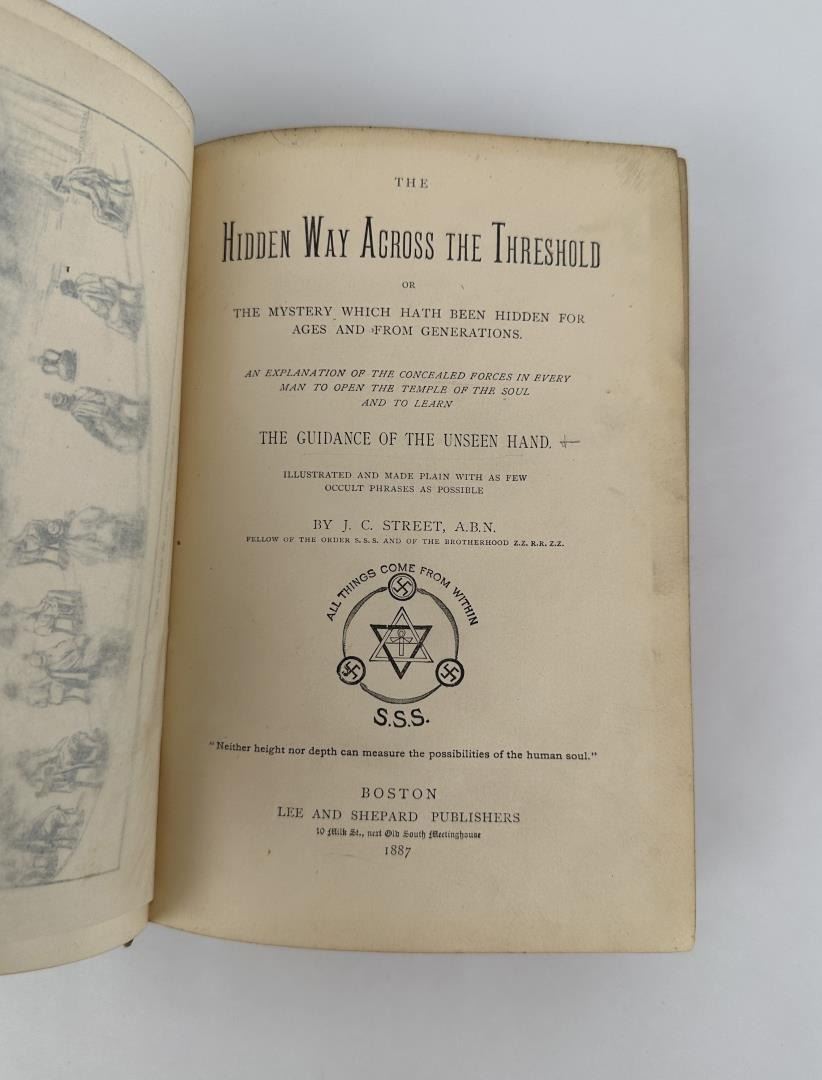 THE
HIDDEN WAY ACROSS THE THRESHOLD
OR
THE MYSTERY WHICH HATH BEEN HIDDEN FOR
AGES AND FROM GENERATIONS.
AN EXPLANATION OF THE CONCEALED FORCES IN EVERY
MAN TO OPEN THE TEMPLE OF THE SOUL
AND TO LEARN
THE GUIDANCE OF THE UNSEEN HAND.
ILLUSTRATED AND MADE PLAIN WITH AS FEW
OCCULT PHRASES AS POSSIBLE
BY J. C. STREET, A.B.N.
FELLOW OF THE ORDER S.S.S. AND OF THE BROTHERHOOD Z.Z. R.R. Z.Z.
ALL THINGS COME FROM WITHIN
S.S.S.
"Neither height nor depth can measure the possibilities of the human soul."
BOSTON
LEE AND SHEPARD PUBLISHERS
10 Milk St., next Old South Meetinghouse
1887